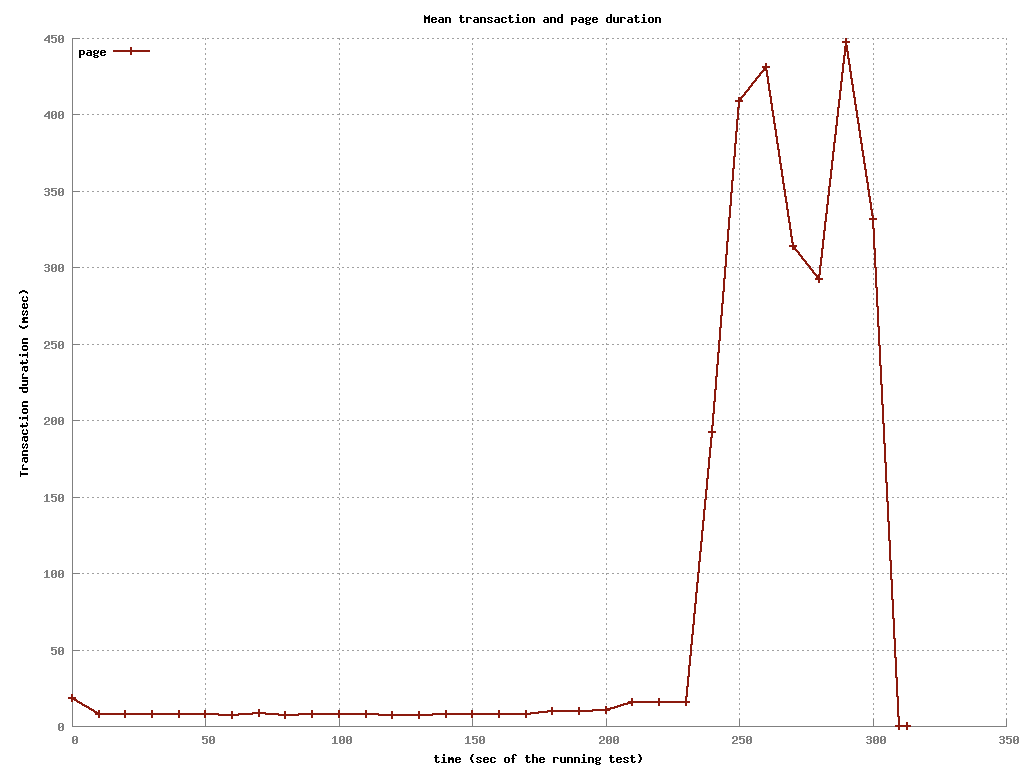 Mean transaction and page duration
page
450
400
350
300
250
200
150
100
50
0
Transaction duration (msec)
0 50 100 150 200 250 300 350
time (sec of the running test)